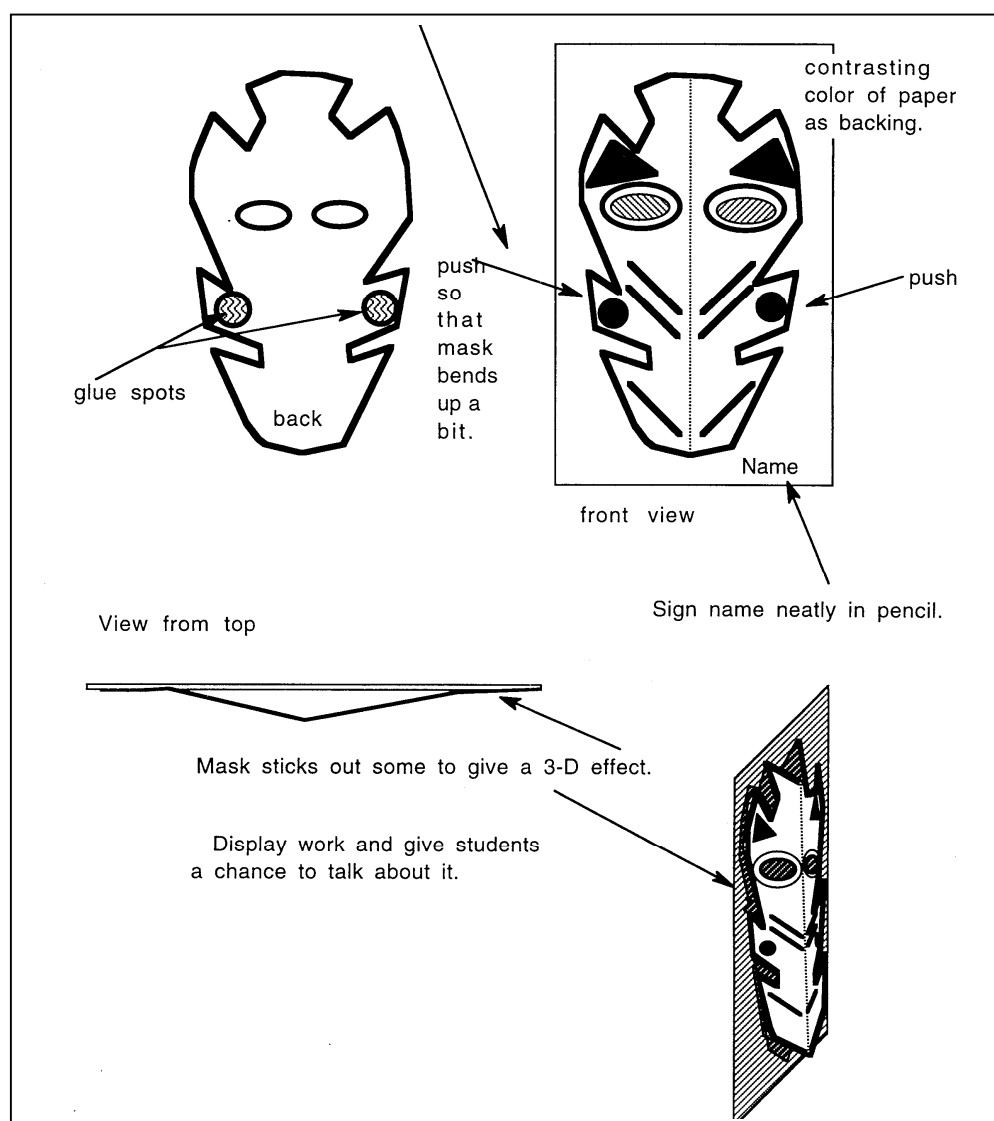 contrasting
color of paper
as backing.
push
so
that
mask
bends
up a
bit.
push
glue spots
back
Name
front view
Sign name neatly in pencil.
View from top
Mask sticks out some to give a 3-D effect.
Display work and give students
a chance to talk about it.